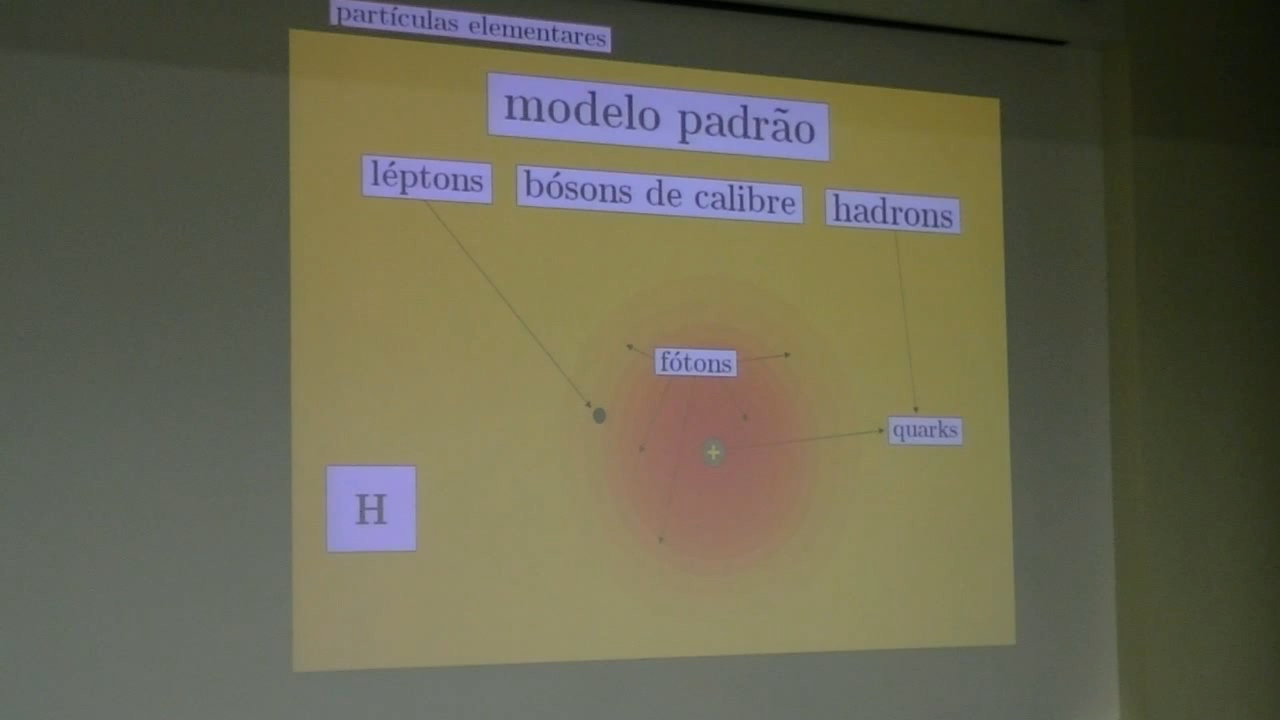 partículas elementares
modelo padrão
léptons
bósons de calibre
hadrons
fótons
quarks
+
H